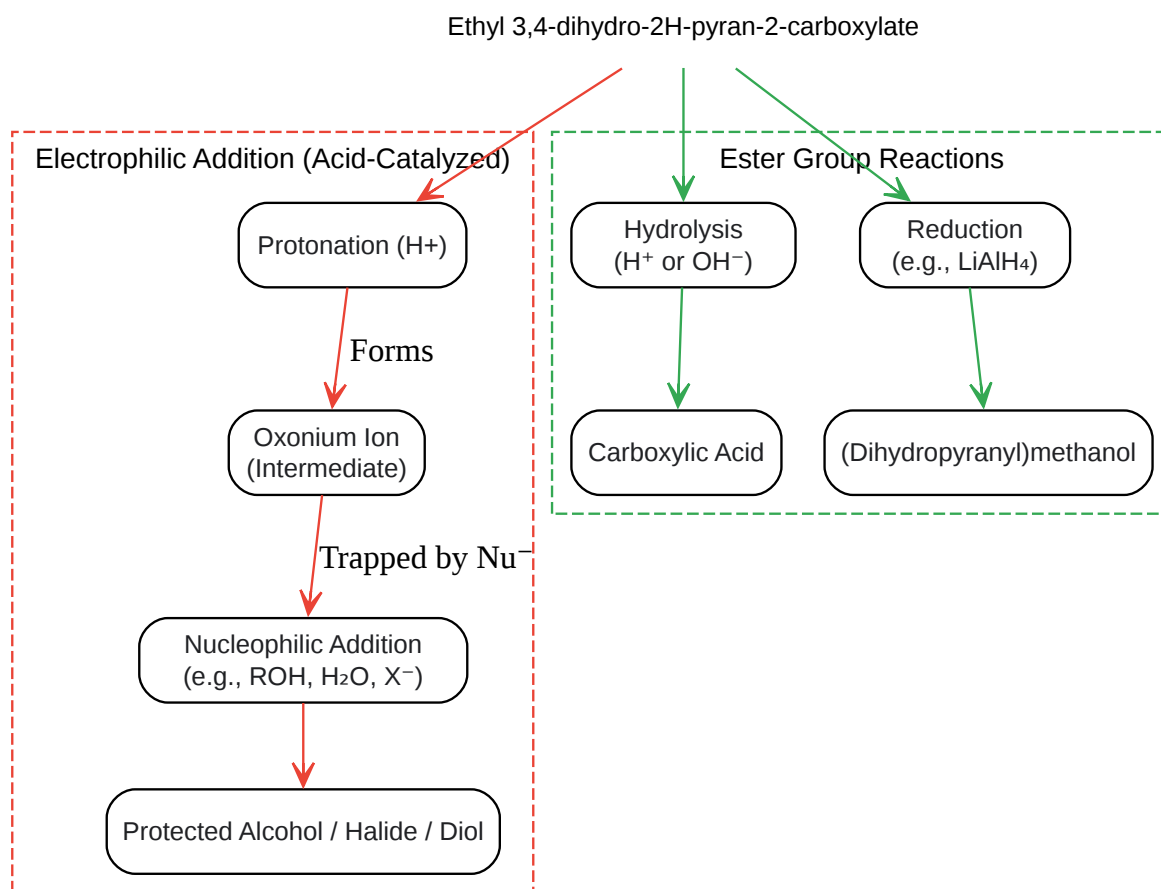 Ethyl 3,4-dihydro-2H-pyran-2-carboxylate
Electrophilic Addition (Acid-Catalyzed)
Protonation (H+)
Forms
Oxonium Ion
(Intermediate)
Trapped by Nu⁻
Nucleophilic Addition
(e.g., ROH, H₂O, X⁻)
Protected Alcohol / Halide / Diol
Ester Group Reactions
Hydrolysis
(H⁺ or OH⁻)
Carboxylic Acid
Reduction
(e.g., LiAlH₄)
(Dihydropyranyl)methanol